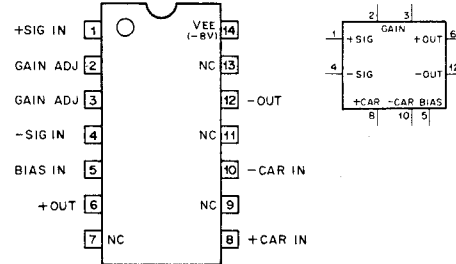 +SIG IN 1
GAIN ADJ 2
GAIN ADJ 3
-SIG IN 4
BIAS IN 5
+OUT 6
7 NC
VEE 14
(-8V)
NC 13
12 -OUT
NC 11
10 -CAR IN
NC 9
8 +CAR IN
2 3
GAIN
1 +SIG +OUT 6
4 -SIG -OUT 12
+CAR -CAR BIAS
8 10 5